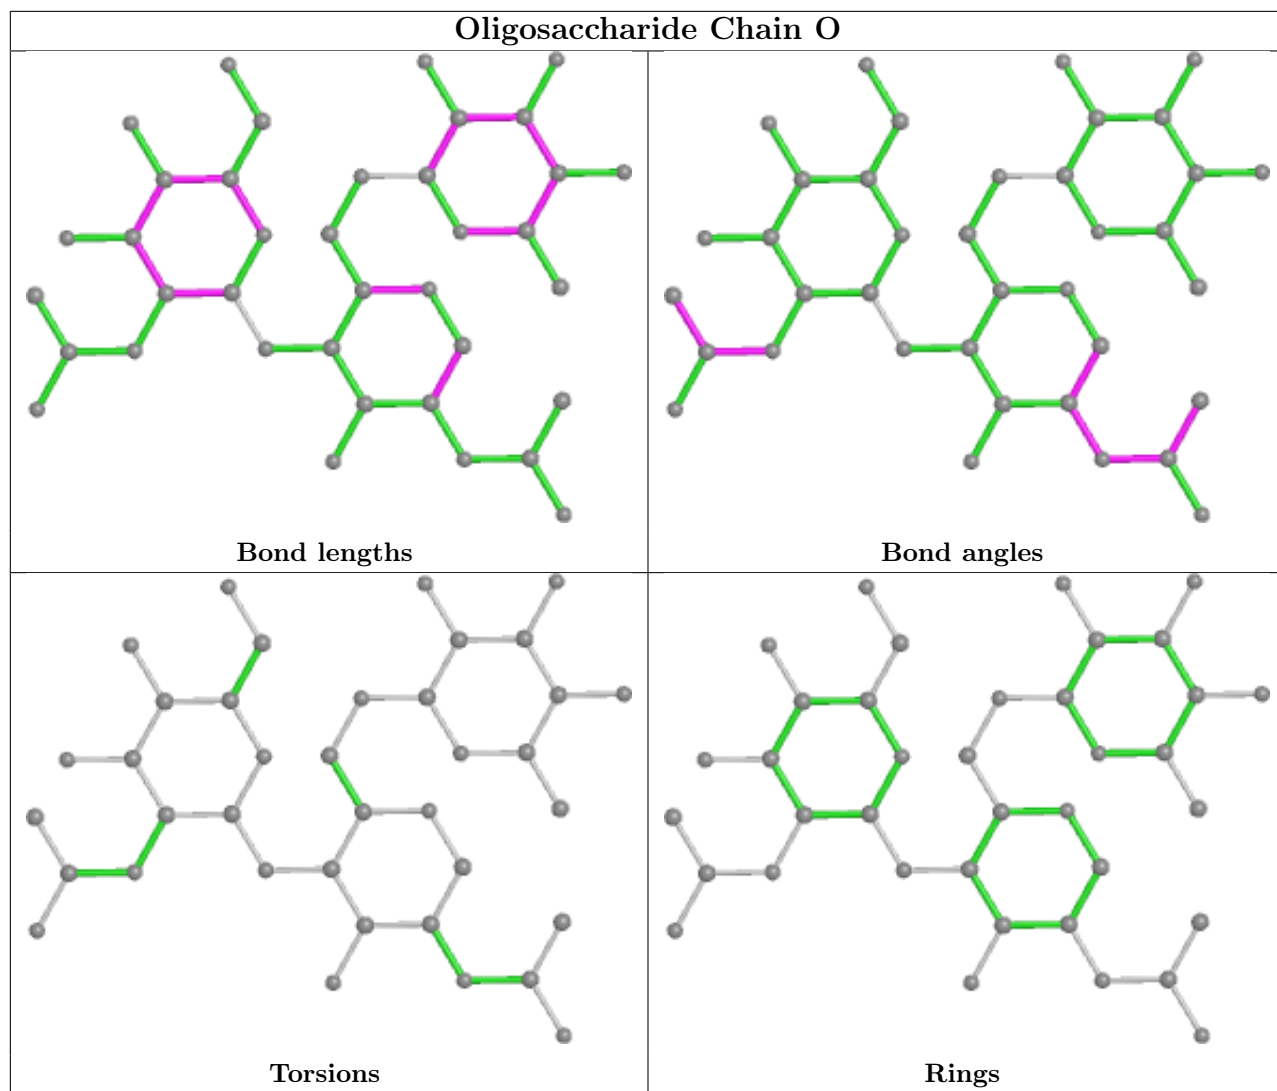 Oligosaccharide Chain O
Bond lengths
Bond angles
Torsions
Rings